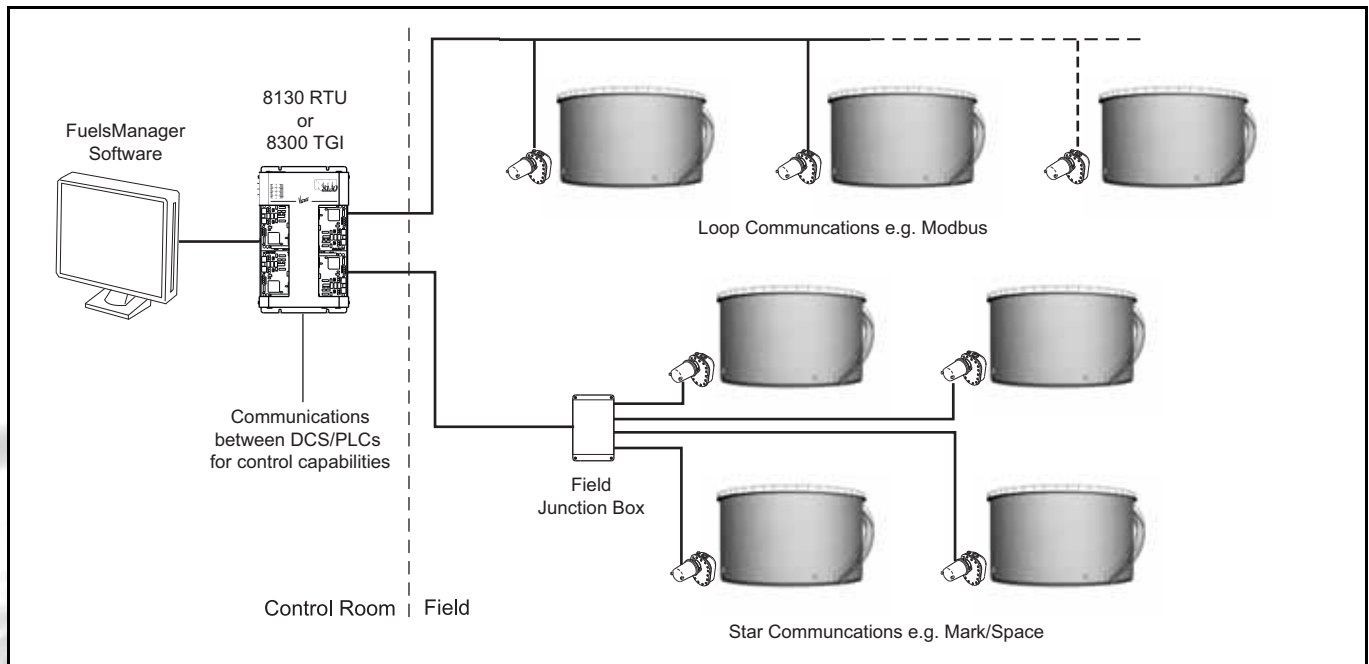 FuelsManager
Software
8130 RTU
or
8300 TGI
Communications
between DCS/PLCs
for control capabilities
Control Room
Field
Loop Communcations e.g. Modbus
Field
Junction Box
Star Communcations e.g. Mark/Space